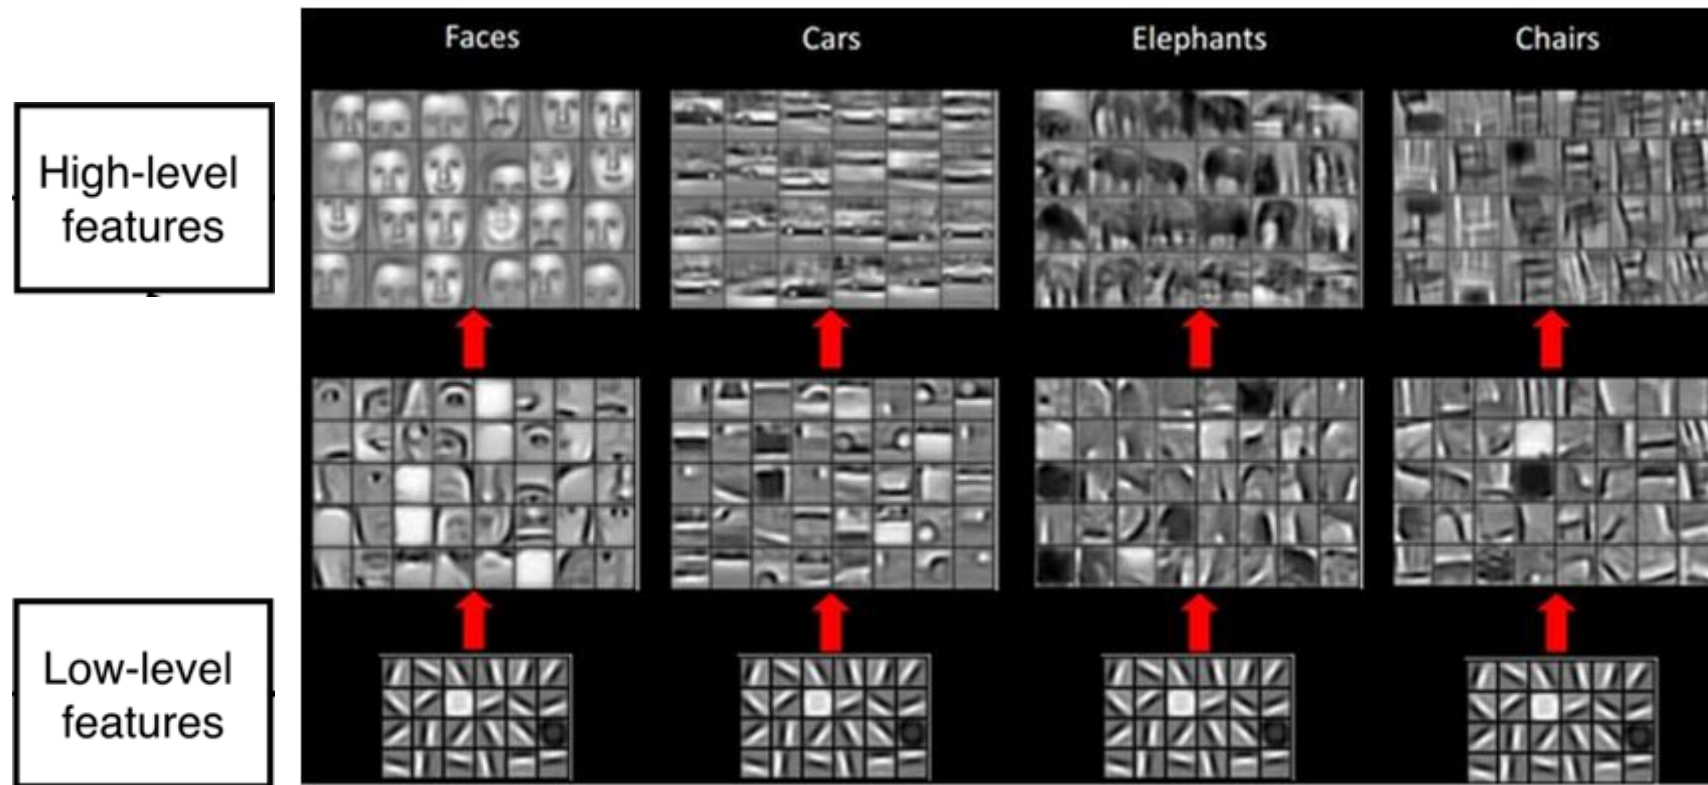 Faces
Cars
Elephants
Chairs
High-level
features
Low-level
features